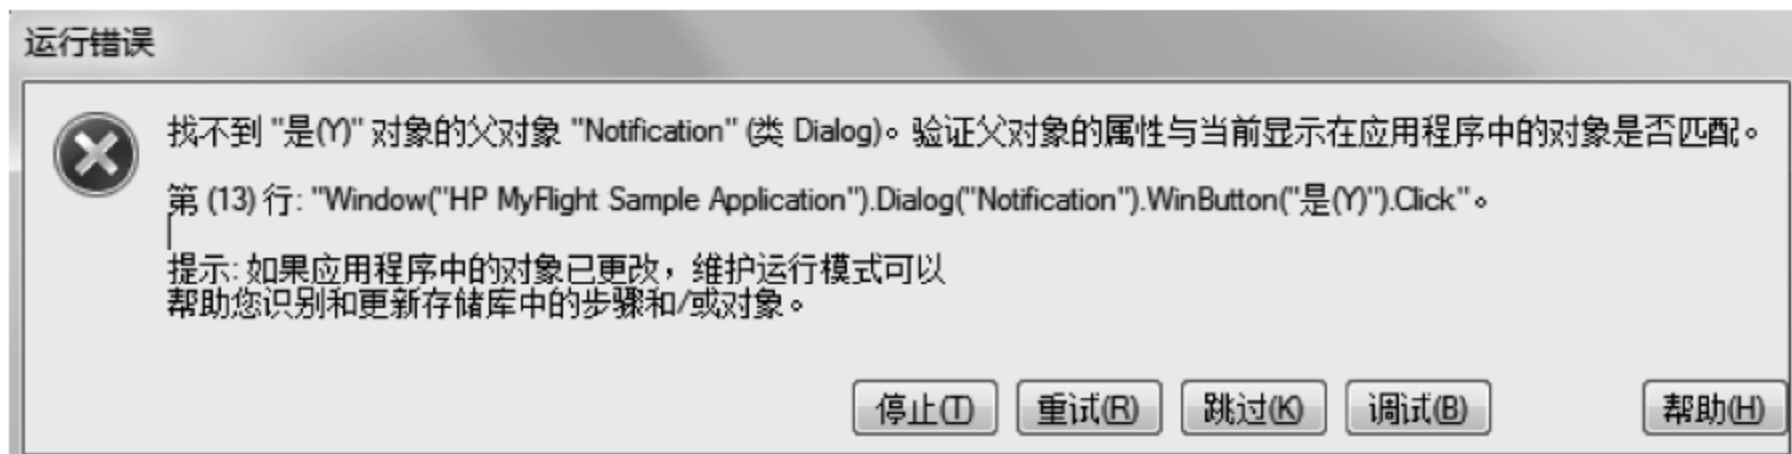 运行错误
找不到 "是(Y)" 对象的父对象 "Notification" (类 Dialog)。验证父对象的属性与当前显示在应用程序中的对象是否匹配。
第 (13) 行: "Window("HP MyFlight Sample Application").Dialog("Notification").WinButton("是(Y)").Click"。
提示: 如果应用程序中的对象已更改，维护运行模式可以
帮助您识别和更新存储库中的步骤和/或对象。
停止(T) 重试(R) 跳过(K) 调试(B) 帮助(H)